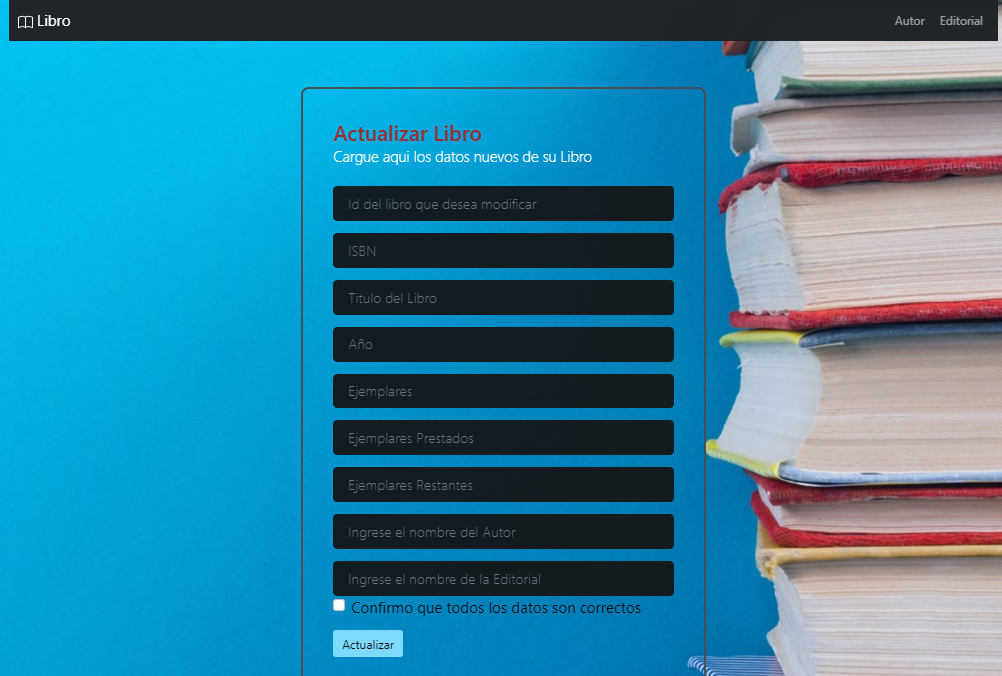 Libro
Autor Editorial
Actualizar Libro
Cargue aqui los datos nuevos de su Libro
Id del libro que desea modificar
ISBN
Titulo del Libro
Año
Ejemplares
Ejemplares Prestados
Ejemplares Restantes
Ingrese el nombre del Autor
Ingrese el nombre de la Editorial
Confirmo que todos los datos son correctos
Actualizar